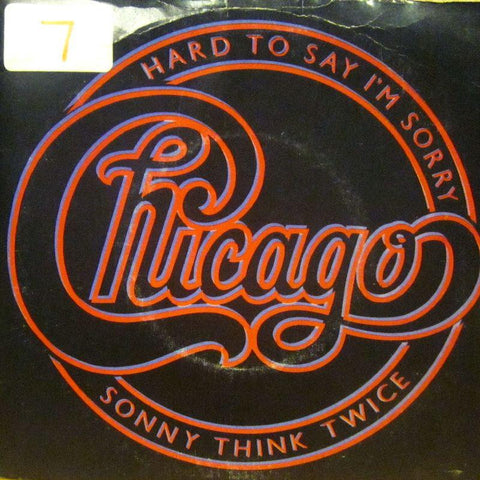 7
HARD TO SAY I'M SORRY
Chicago
SONNY THINK TWICE